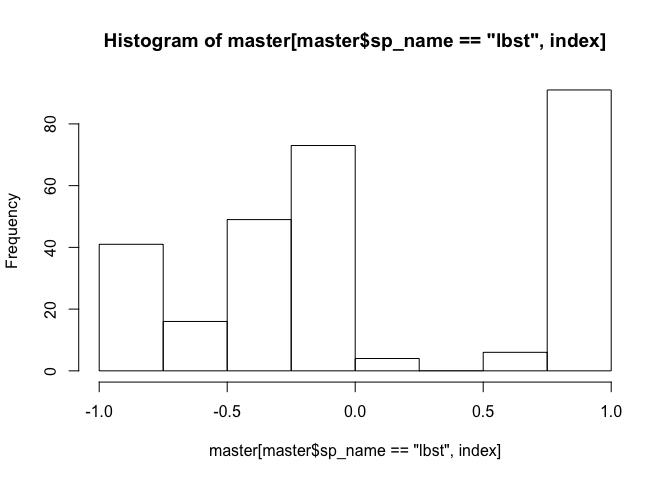 Histogram of master[master$sp_name == "lbst", index]
Frequency
80
60
40
20
0
-1.0 -0.5 0.0 0.5 1.0
master[master$sp_name == "lbst", index]